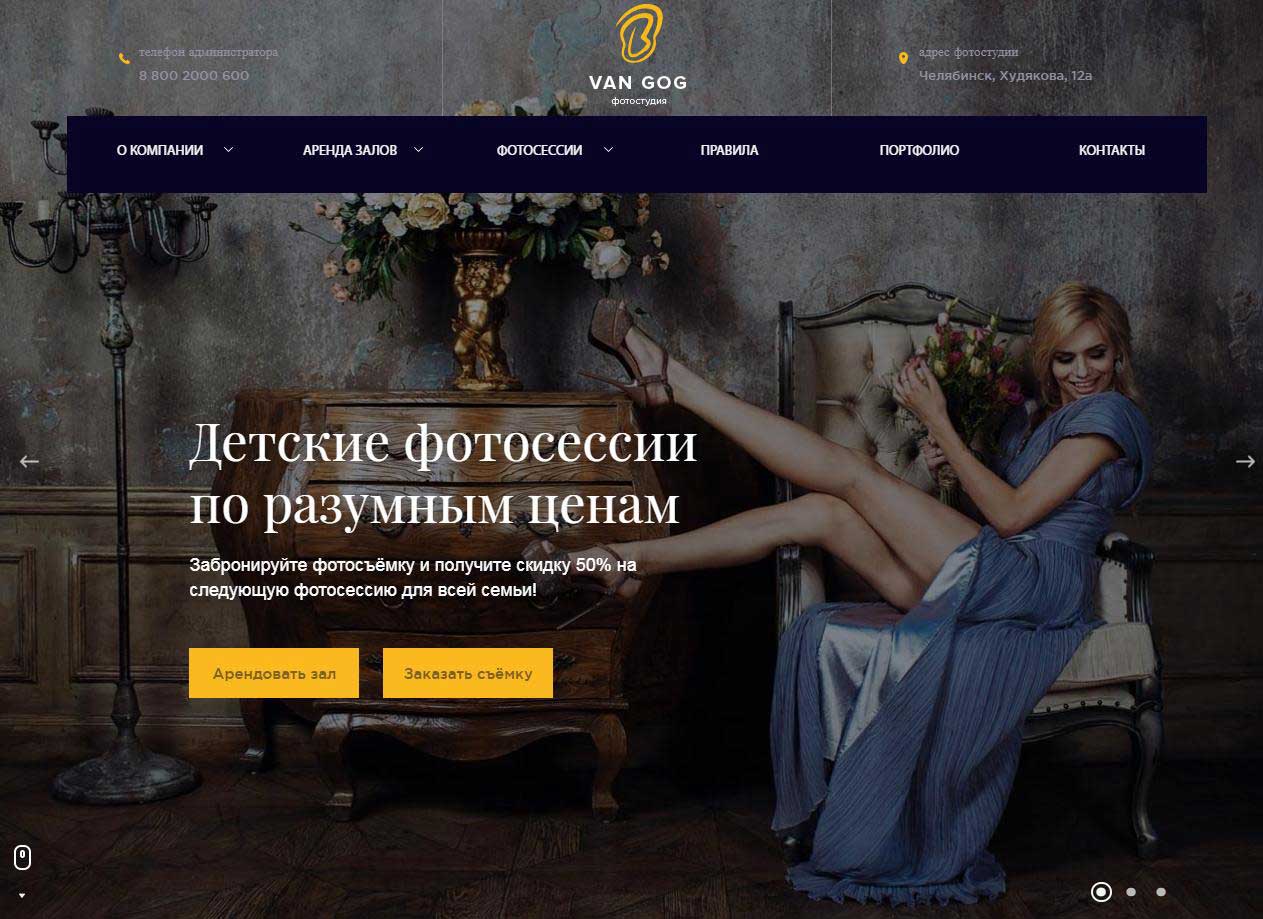 телефон администратора
8 800 2000 600
VAN GOG
фотостудия
адрес фотостудии
Челябинск, Худякова, 12а
О КОМПАНИИ
АРЕНДА ЗАЛОВ
ФОТОСЕССИИ
ПРАВИЛА
ПОРТФОЛИО
КОНТАКТЫ
Детские фотосессии
по разумным ценам
Забронируйте фотосъёмку и получите скидку 50% на
следующую фотосессию для всей семьи!
Арендовать зал
Заказать съёмку